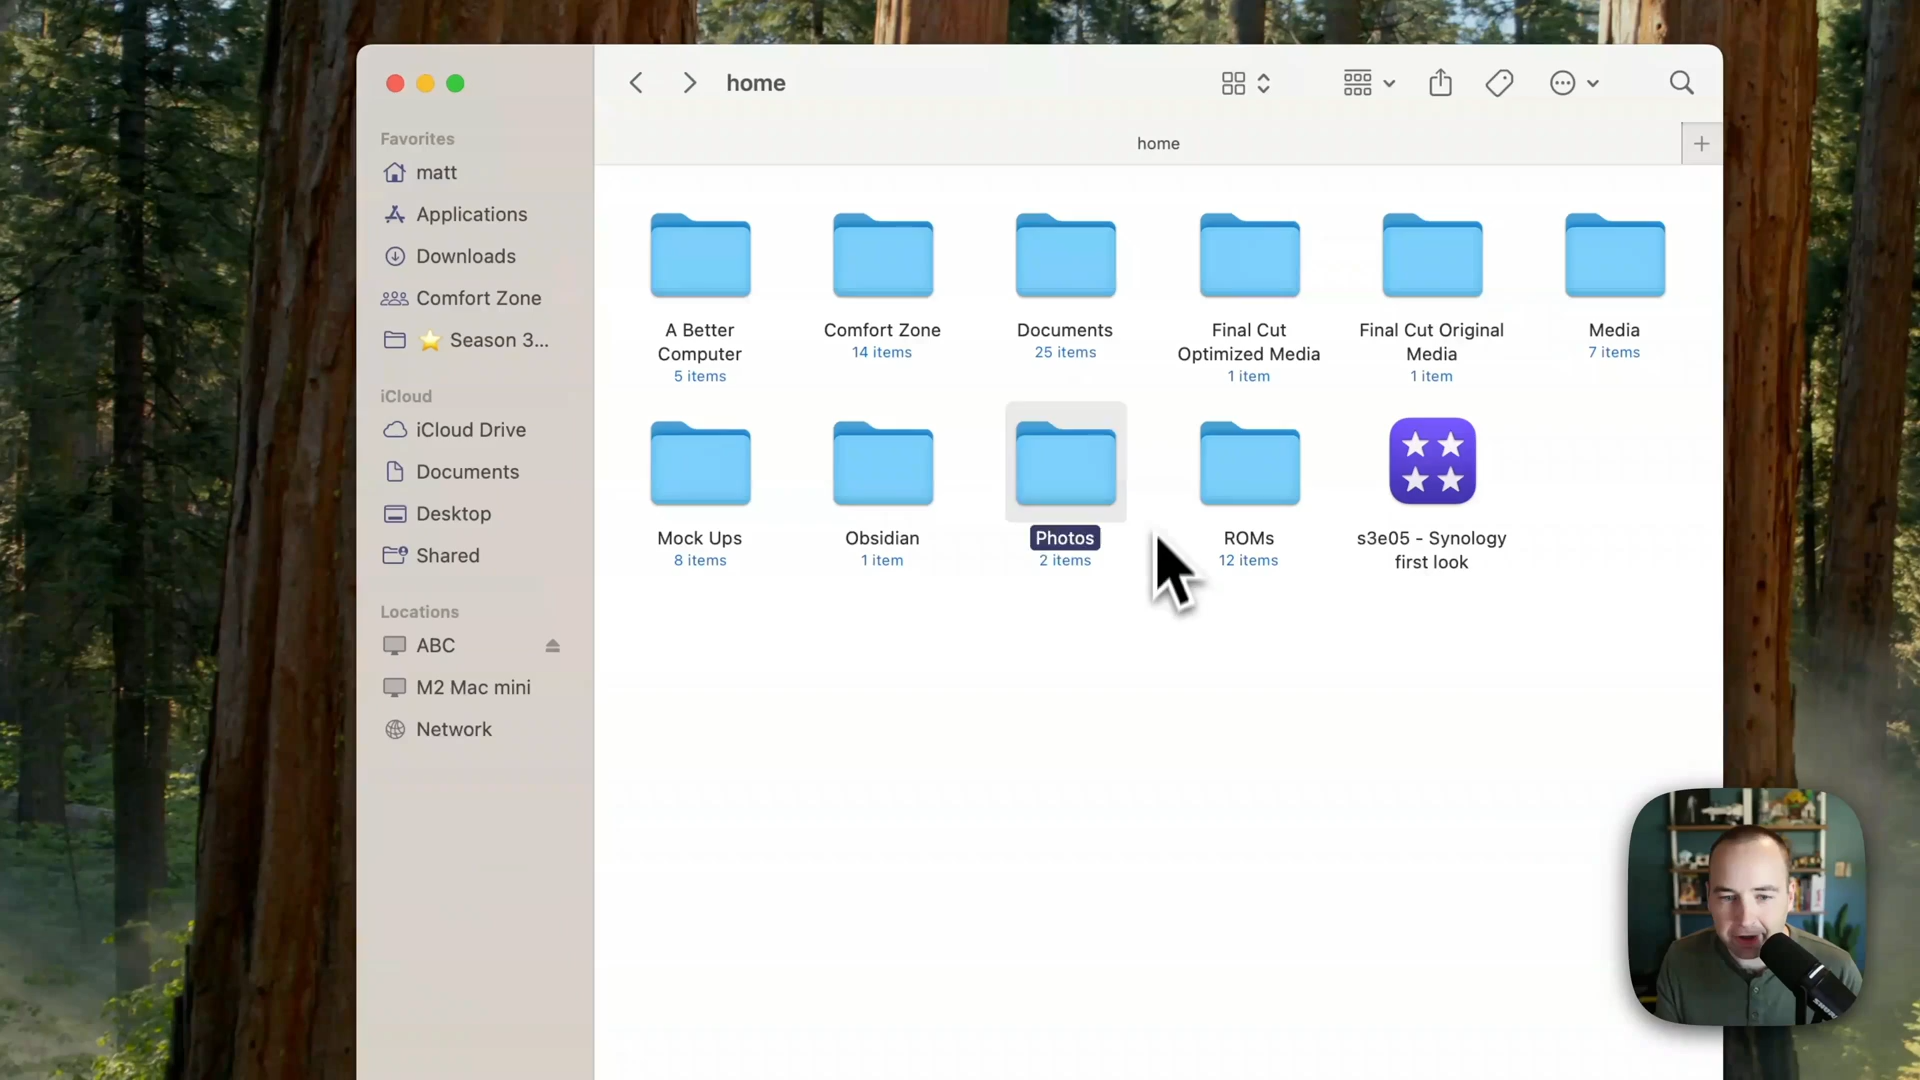 home
home
Favorites
matt
Applications
Downloads
Comfort Zone
⭐ Season 3...
iCloud
iCloud Drive
Documents
Desktop
Shared
Locations
ABC
M2 Mac mini
Network
A Better
Computer
5 items
Comfort Zone
14 items
Documents
25 items
Final Cut
Optimized Media
1 item
Final Cut Original
Media
1 item
Media
7 items
Mock Ups
8 items
Obsidian
1 item
Photos
2 items
ROMs
12 items
s3e05 - Synology
first look